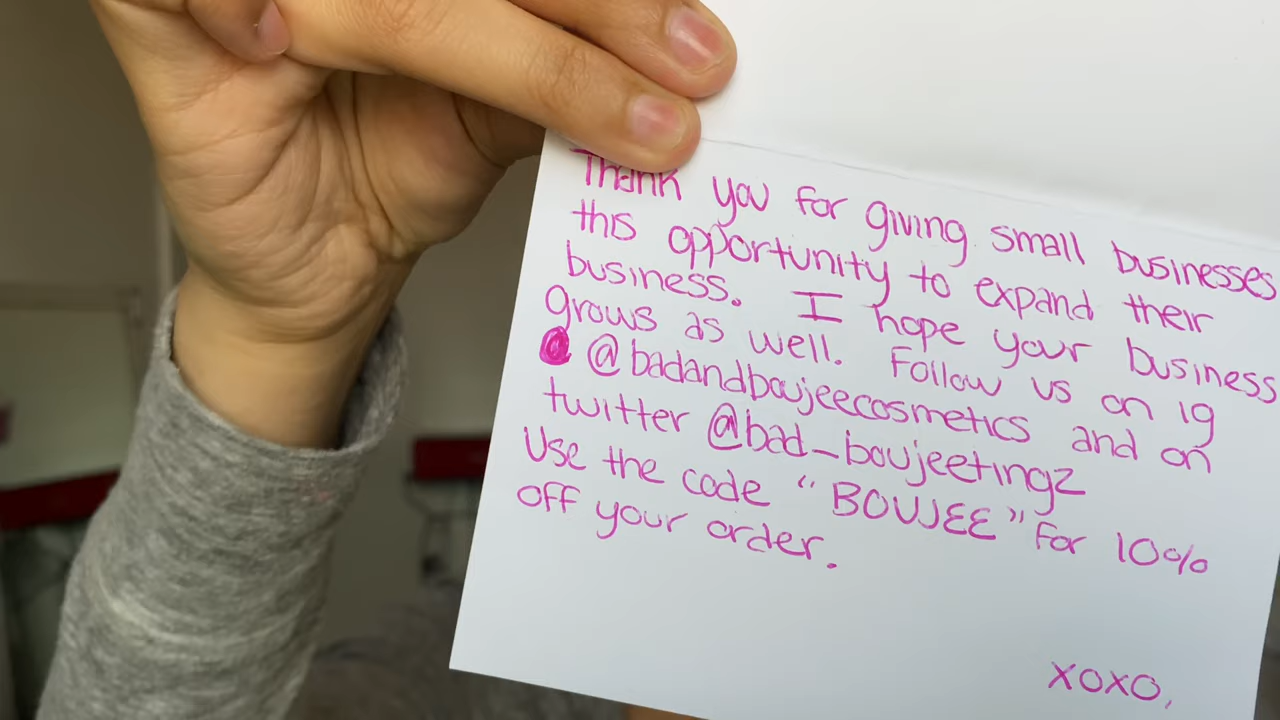 Thank you for giving small businesses
this opportunity to expand their
business. I hope your business
grows as well. Follow us on ig
@badandboujeecosmetics and on
twitter @bad_boujeetingz
Use the code "BOUJEE" for 10%
off your order.
xoxo,